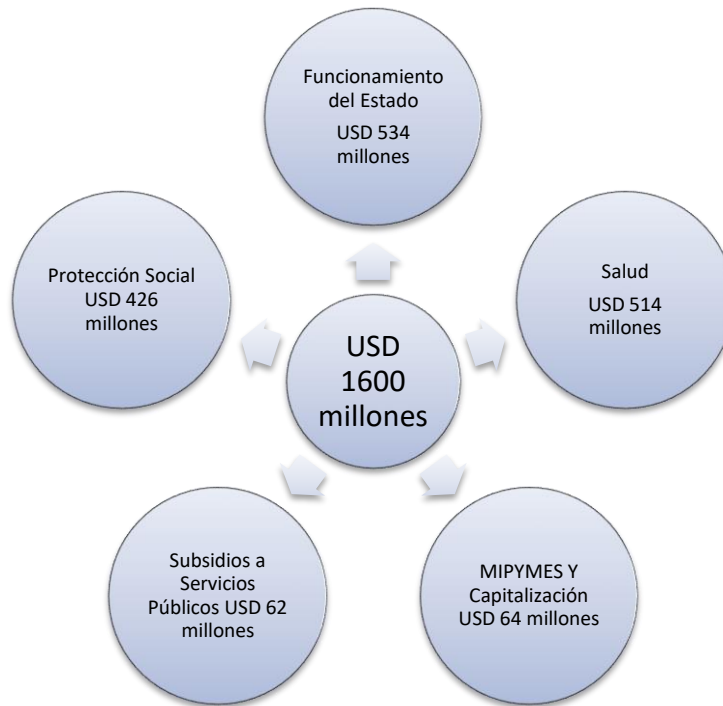 Funcionamiento
del Estado
USD 534
millones
Salud
USD 514
millones
MIPYMES Y
Capitalización
USD 64 millones
Subsidios a
Servicios
Públicos USD 62
millones
Protección Social
USD 426
millones
USD
1600
millones